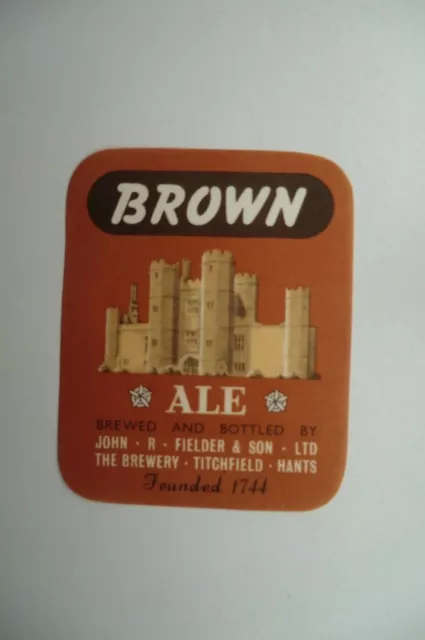 BROWN
ALE
BREWED AND BOTTLED BY
JOHN · R · FIELDER & SON · LTD
THE BREWERY · TITCHFIELD · HANTS
Founded 1744